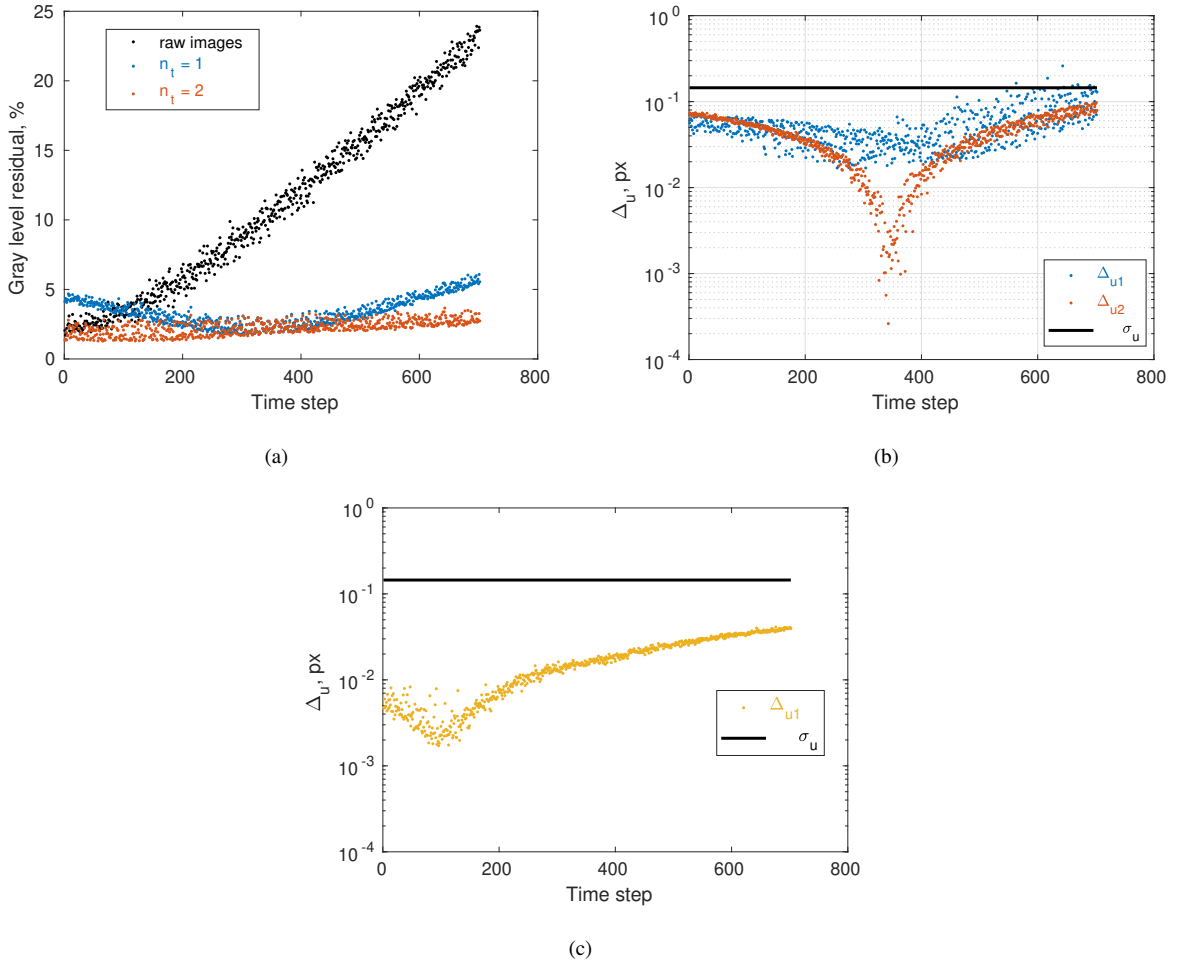 25
20
15
10
5
0
Gray level residual, %
raw images
n_t = 1
n_t = 2
0 200 400 600 800
Time step
(a)
10^0
10^-1
10^-2
10^-3
10^-4
Δ_u, px
Δ_u1
Δ_u2
σ_u
0 200 400 600 800
Time step
(b)
10^0
10^-1
10^-2
10^-3
10^-4
Δ_u, px
Δ_u1
σ_u
0 200 400 600 800
Time step
(c)